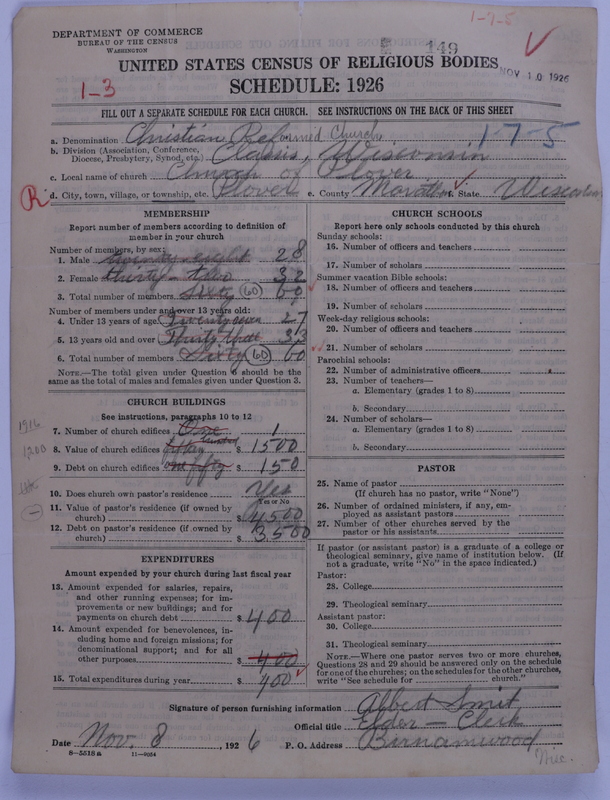 1-7-5
DEPARTMENT OF COMMERCE
BUREAU OF THE CENSUS
WASHINGTON
149
UNITED STATES CENSUS OF RELIGIOUS BODIES
NOV 10 1926
1-3
SCHEDULE: 1926
FILL OUT A SEPARATE SCHEDULE FOR EACH CHURCH. SEE INSTRUCTIONS ON THE BACK OF THIS SHEET
a. Denomination Christian Reformed Church 1-7-5
b. Division (Association, Conference, Diocese, Presbytery, Synod, etc.) Classis, Wisconsin
c. Local name of church Church of Plover
R d. City, town, village, or township, etc. Plover e. County Marathon f. State Wisconsin
MEMBERSHIP
Report number of members according to definition of
member in your church
Number of members, by sex:
1. Male twenty-eight 28
2. Female thirty-two 32
3. Total number of members Sixty (60) 60
Number of members under and over 13 years old:
4. Under 13 years of age Twenty seven 27
5. 13 years old and over Thirty three 33
6. Total number of members Sixty (60) 60
NOTE.—The total given under Question 6 should be the
same as the total of males and females given under Question 3.
CHURCH BUILDINGS
See instructions, paragraphs 10 to 12
1916
1200
7. Number of church edifices One 1
8. Value of church edifices fifteen hundred $ 1500
9. Debt on church edifices one fifty $ 150
10. Does church own pastor's residence Yes
Yes or No
11. Value of pastor's residence (if owned by
church) $ 4500
12. Debt on pastor's residence (if owned by
church) $ 3500
EXPENDITURES
Amount expended by your church during last fiscal year
13. Amount expended for salaries, repairs,
and other running expenses; for im-
provements or new buildings; and for
payments on church debt $ 400
14. Amount expended for benevolences, in-
cluding home and foreign missions; for
denominational support; and for all
other purposes $ 400
15. Total expenditures during year $ 400
CHURCH SCHOOLS
Report here only schools conducted by this church
Sunday schools:
16. Number of officers and teachers
17. Number of scholars
Summer vacation Bible schools:
18. Number of officers and teachers
19. Number of scholars
Week-day religious schools:
20. Number of officers and teachers
21. Number of scholars
Parochial schools:
22. Number of administrative officers
23. Number of teachers—
a. Elementary (grades 1 to 8)
b. Secondary
24. Number of scholars—
a. Elementary (grades 1 to 8)
b. Secondary
PASTOR
25. Name of pastor
(If church has no pastor, write "None")
26. Number of ordained ministers, if any, em-
ployed as assistant pastors
27. Number of other churches served by the
pastor or his assistants
If pastor (or assistant pastor) is a graduate of a college or
theological seminary, give name of institution below. (If
not a graduate, write "No" in the space indicated.)
Pastor:
28. College
29. Theological seminary
Assistant pastor:
30. College
31. Theological seminary
NOTE.—Where one pastor serves two or more churches,
Questions 28 and 29 should be answered only on the schedule
for one of the churches; on the schedules for the other churches,
write "See schedule for church."
Signature of person furnishing information Albert Smit
Official title Elder — Clerk
Date Nov. 8, 1926 P. O. Address Birnamwood
Wis.
8—5518a 11—9054